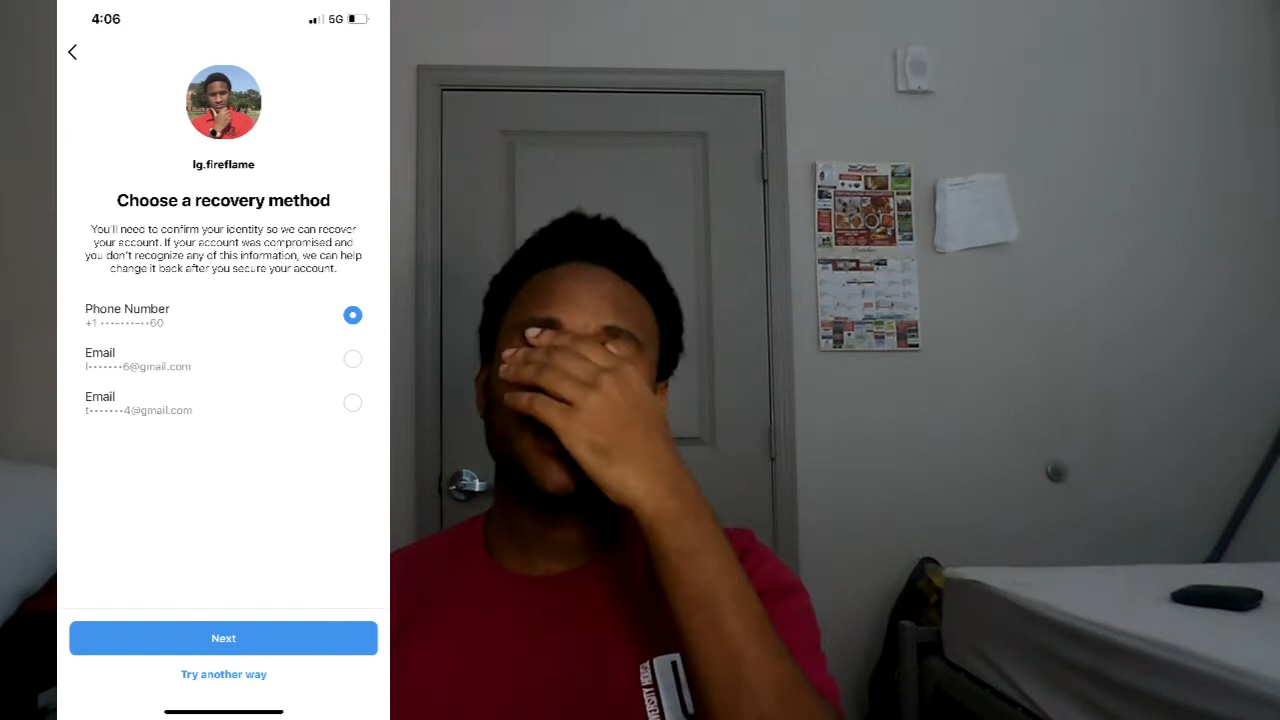 4:06
5G
lg.fireflame
Choose a recovery method
You'll need to confirm your identity so we can recover
your account. If your account was compromised and
you don't recognize any of this information, we can help
change it back after you secure your account.
Phone Number
+1 •••-•••-••60
Email
l•••••••6@gmail.com
Email
t•••••••4@gmail.com
Next
Try another way
FOOD
VERSITY HOUSE